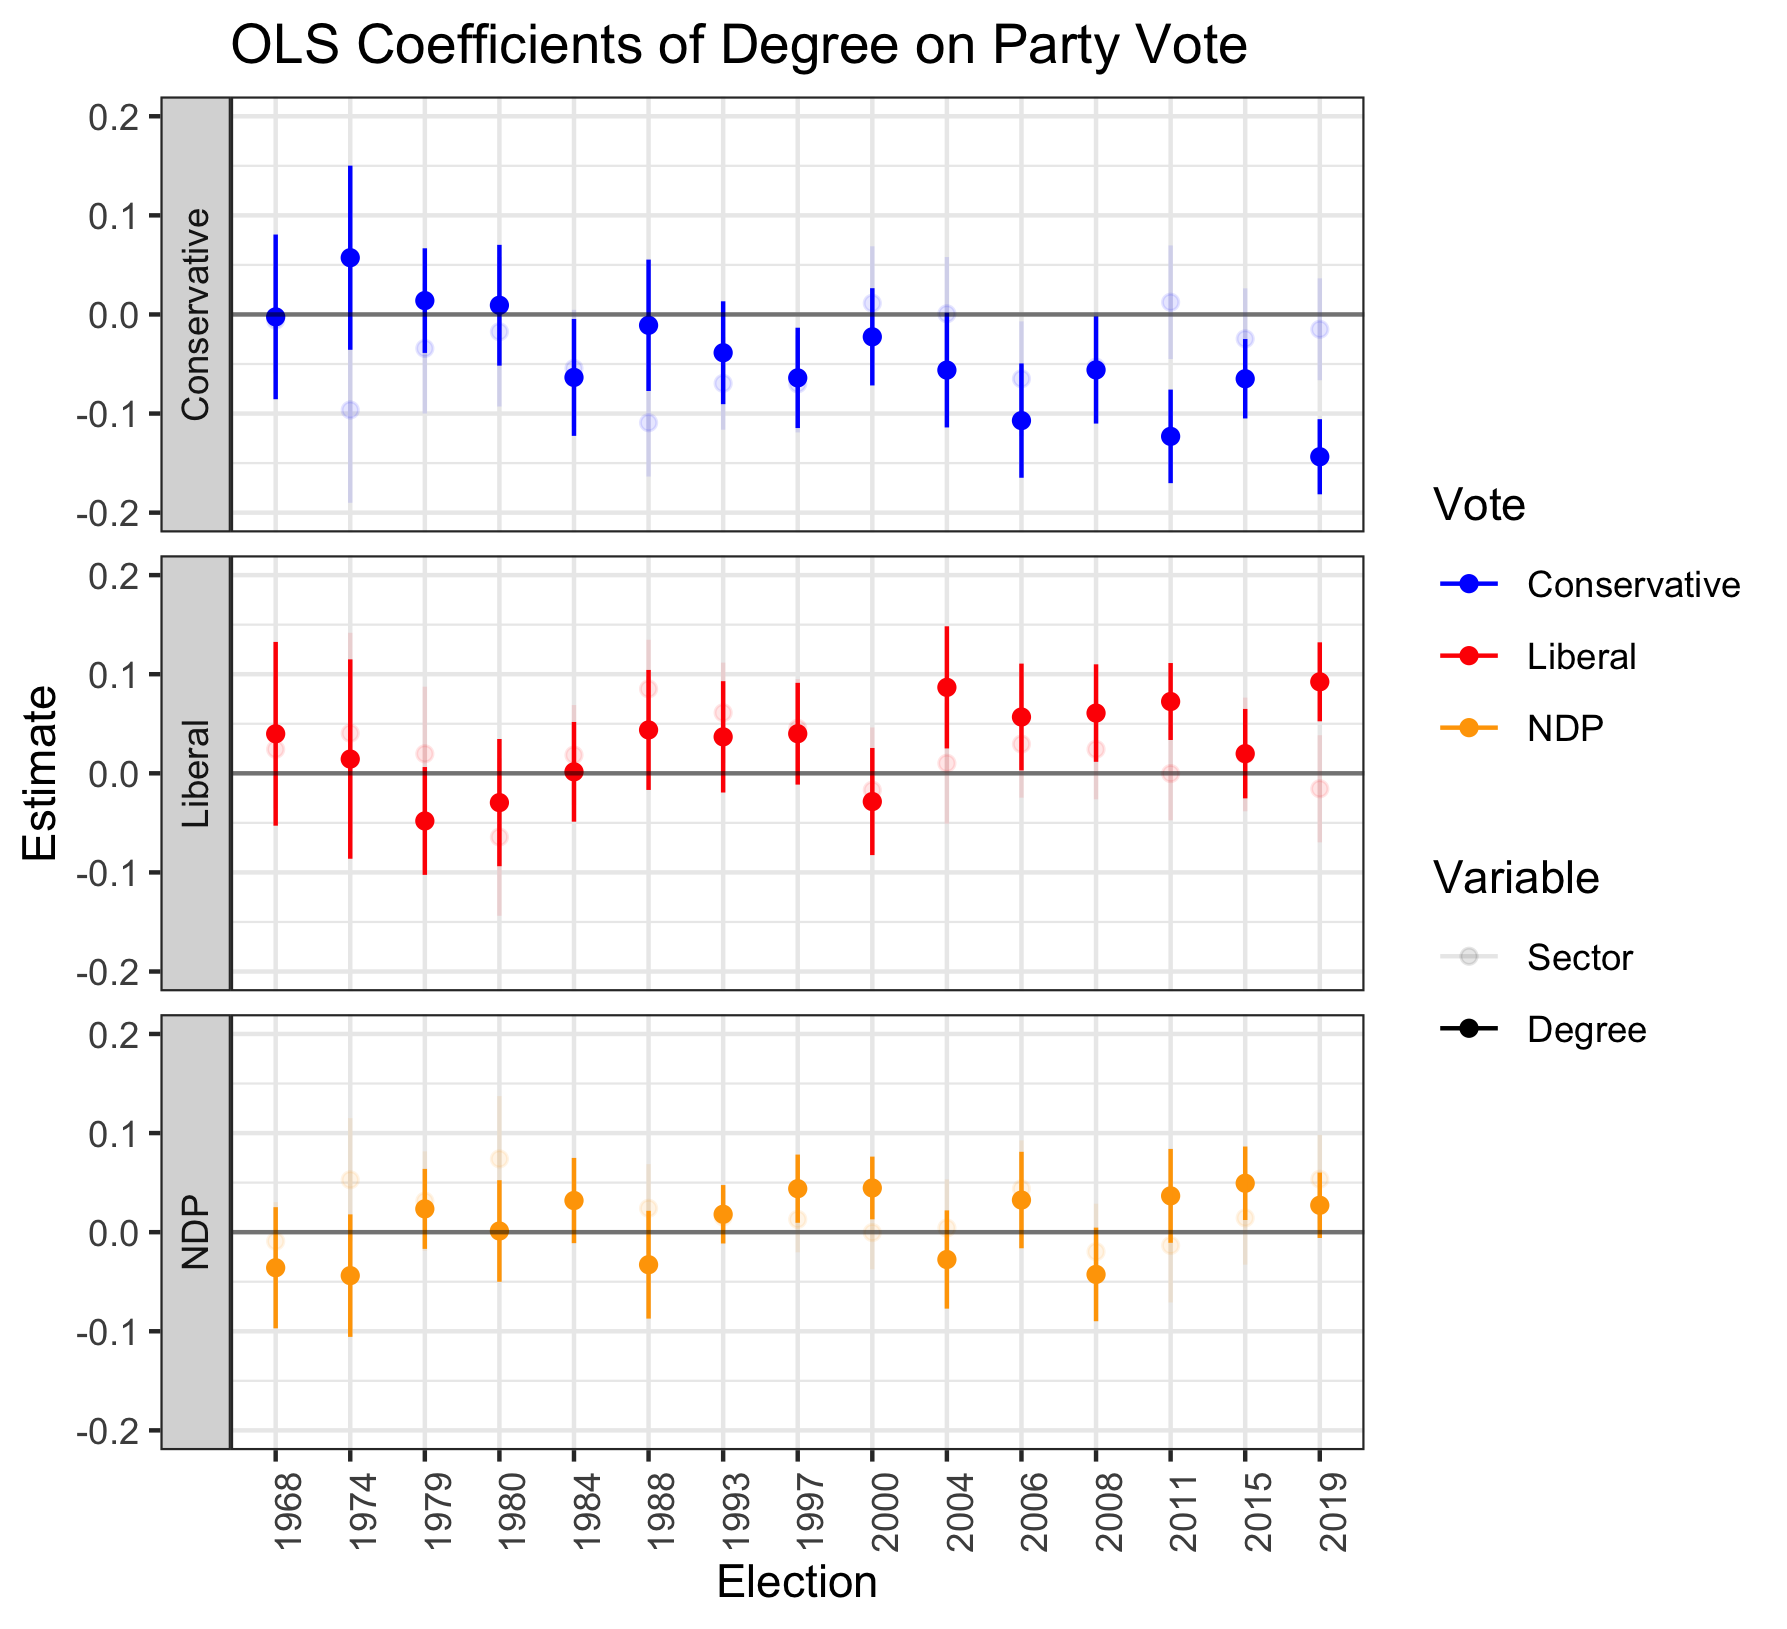 OLS Coefficients of Degree on Party Vote
Estimate
Conservative
0.2
0.1
0.0
-0.1
-0.2
Liberal
0.2
0.1
0.0
-0.1
-0.2
NDP
0.2
0.1
0.0
-0.1
-0.2
1968
1974
1979
1980
1984
1988
1993
1997
2000
2004
2006
2008
2011
2015
2019
Election
Vote
Conservative
Liberal
NDP
Variable
Sector
Degree